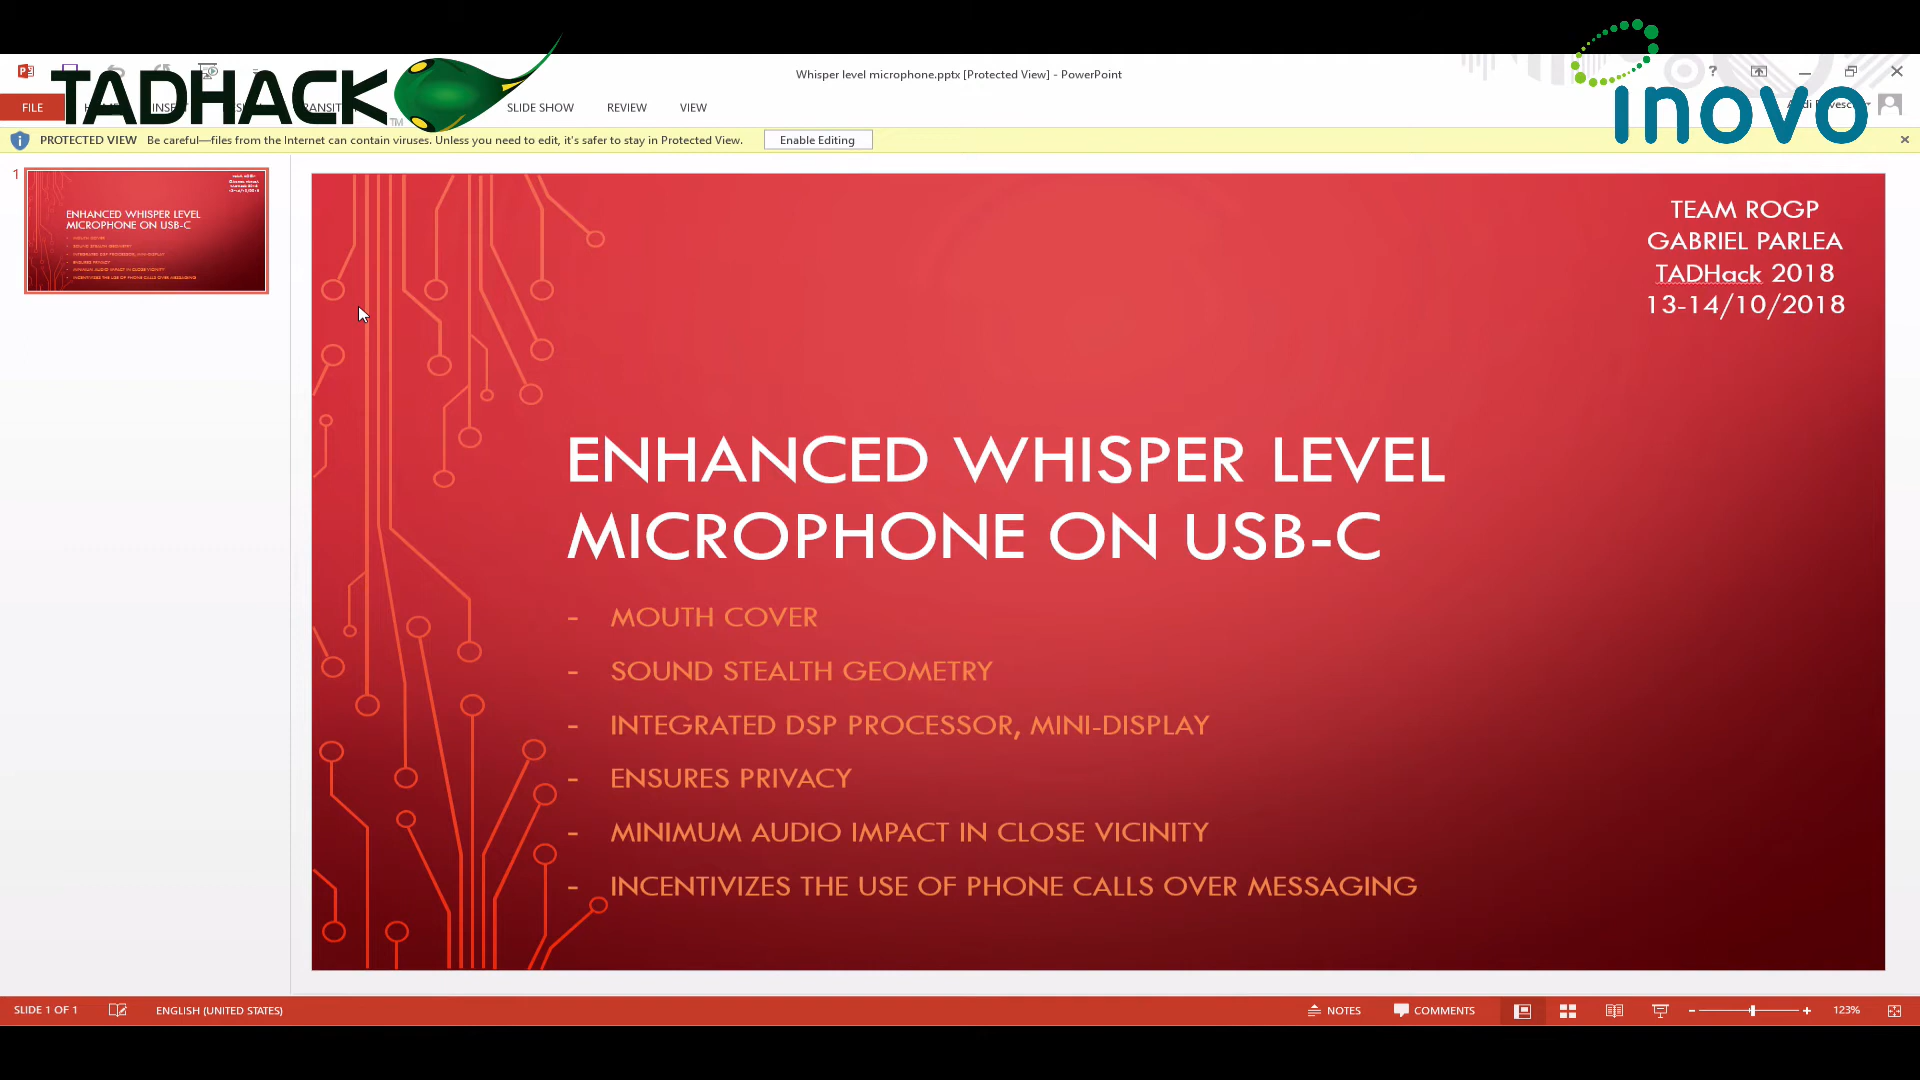 TADHACK
TM
inovo
Whisper level microphone.pptx [Protected View] - PowerPoint
FILE
SLIDE SHOW
REVIEW
VIEW
PROTECTED VIEW Be careful—files from the Internet can contain viruses. Unless you need to edit, it's safer to stay in Protected View.
Enable Editing
1
ENHANCED WHISPER LEVEL
MICROPHONE ON USB-C
TEAM ROGP
GABRIEL PARLEA
TADHack 2018
13-14/10/2018
ENHANCED WHISPER LEVEL
MICROPHONE ON USB-C
- MOUTH COVER
- SOUND STEALTH GEOMETRY
- INTEGRATED DSP PROCESSOR, MINI-DISPLAY
- ENSURES PRIVACY
- MINIMUM AUDIO IMPACT IN CLOSE VICINITY
- INCENTIVIZES THE USE OF PHONE CALLS OVER MESSAGING
SLIDE 1 OF 1
ENGLISH (UNITED STATES)
NOTES
COMMENTS
123%